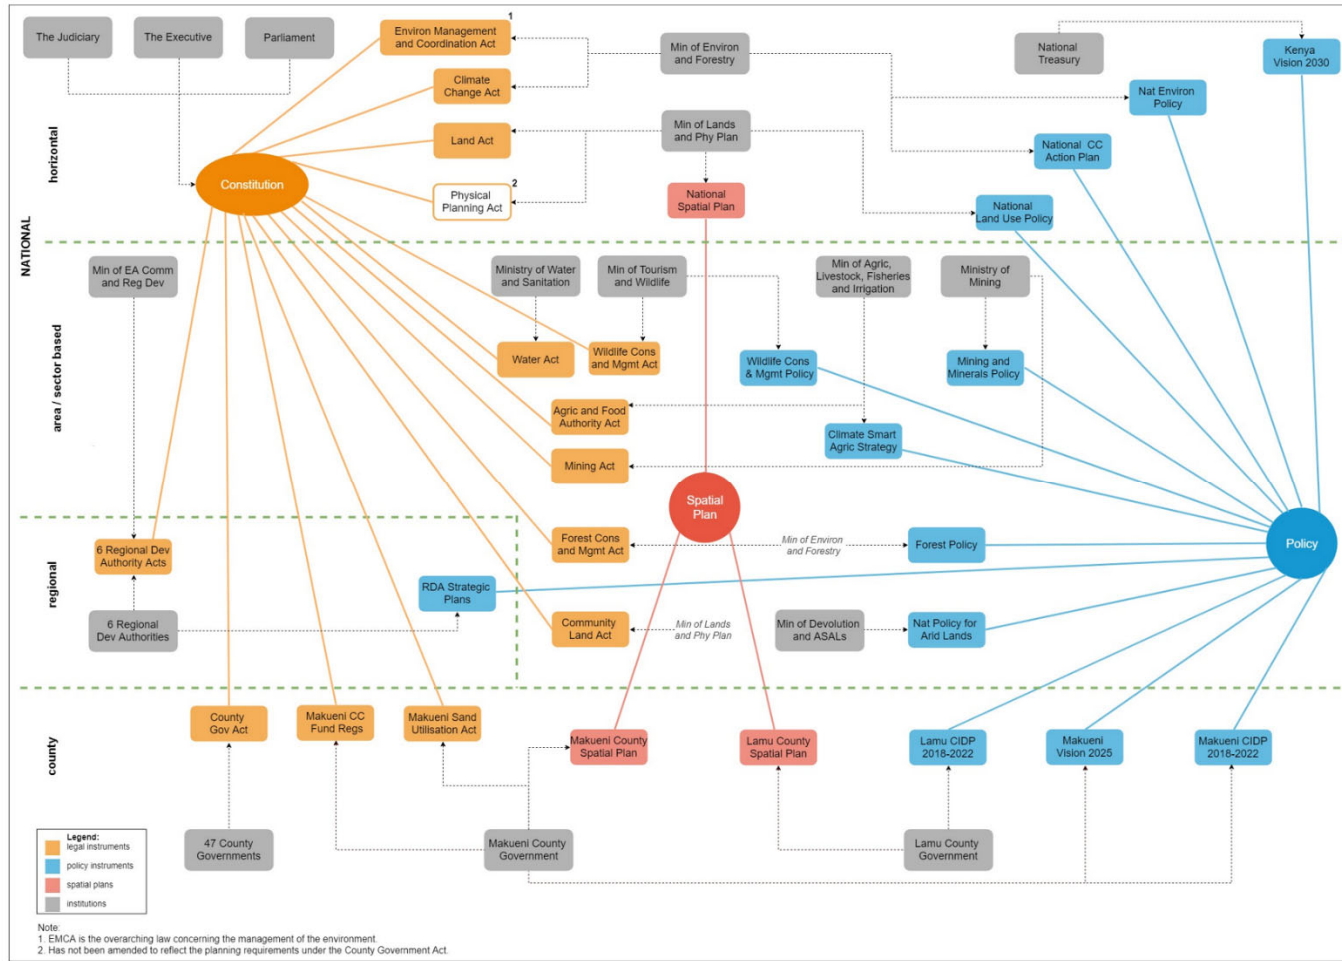 The Judiciary
The Executive
Parliament
Environ Management
and Coordination Act
1
Min of Environ
and Forestry
National
Treasury
Kenya
Vision 2030
Climate
Change Act
Nat Environ
Policy
Land Act
Min of Lands
and Phy Plan
National CC
Action Plan
horizontal
Constitution
Physical
Planning Act
2
National
Spatial Plan
National
Land Use Policy
NATIONAL
Min of EA Comm
and Reg Dev
Ministry of Water
and Sanitation
Min of Tourism
and Wildlife
Min of Agric,
Livestock, Fisheries
and Irrigation
Ministry of
Mining
area / sector based
Water Act
Wildlife Cons
and Mgmt Act
Wildlife Cons
& Mgmt Policy
Mining and
Minerals Policy
Agric and Food
Authority Act
Climate Smart
Agric Strategy
Mining Act
Spatial
Plan
regional
6 Regional Dev
Authority Acts
Forest Cons
and Mgmt Act
Min of Environ
and Forestry
Forest Policy
Policy
RDA Strategic
Plans
6 Regional
Dev Authorities
Community
Land Act
Min of Lands
and Phy Plan
Min of Devolution
and ASALs
Nat Policy for
Arid Lands
county
County
Gov Act
Makueni CC
Fund Regs
Makueni Sand
Utilisation Act
Makueni County
Spatial Plan
Lamu County
Spatial Plan
Lamu CIDP
2018-2022
Makueni
Vision 2025
Makueni CIDP
2018-2022
Legend:
legal instruments
policy instruments
spatial plans
institutions
47 County
Governments
Makueni County
Government
Lamu County
Government
Note:
1. EMCA is the overarching law concerning the management of the environment.
2. Has not been amended to reflect the planning requirements under the County Government Act.